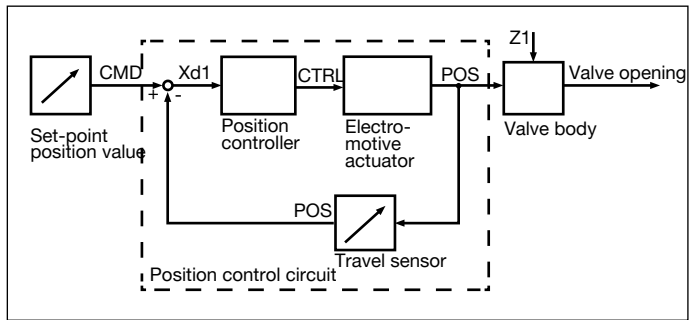 Z1
CMD
Xd1
CTRL
POS
Valve opening
+
-
Set-point
position value
Position
controller
Electro-
motive
actuator
Valve body
POS
Travel sensor
Position control circuit